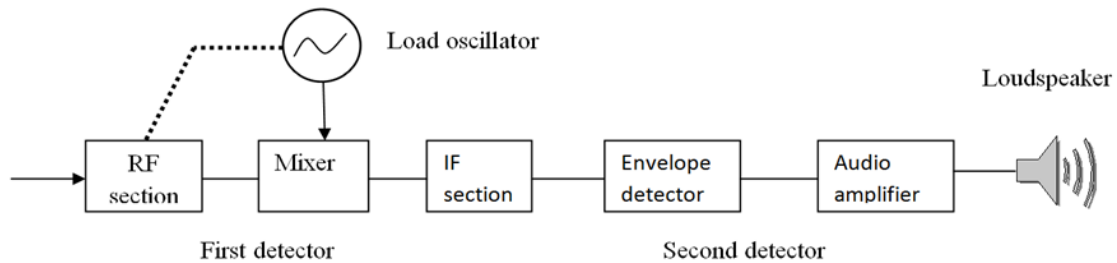 Load oscillator
Loudspeaker
RF
section
Mixer
IF
section
Envelope
detector
Audio
amplifier
First detector
Second detector